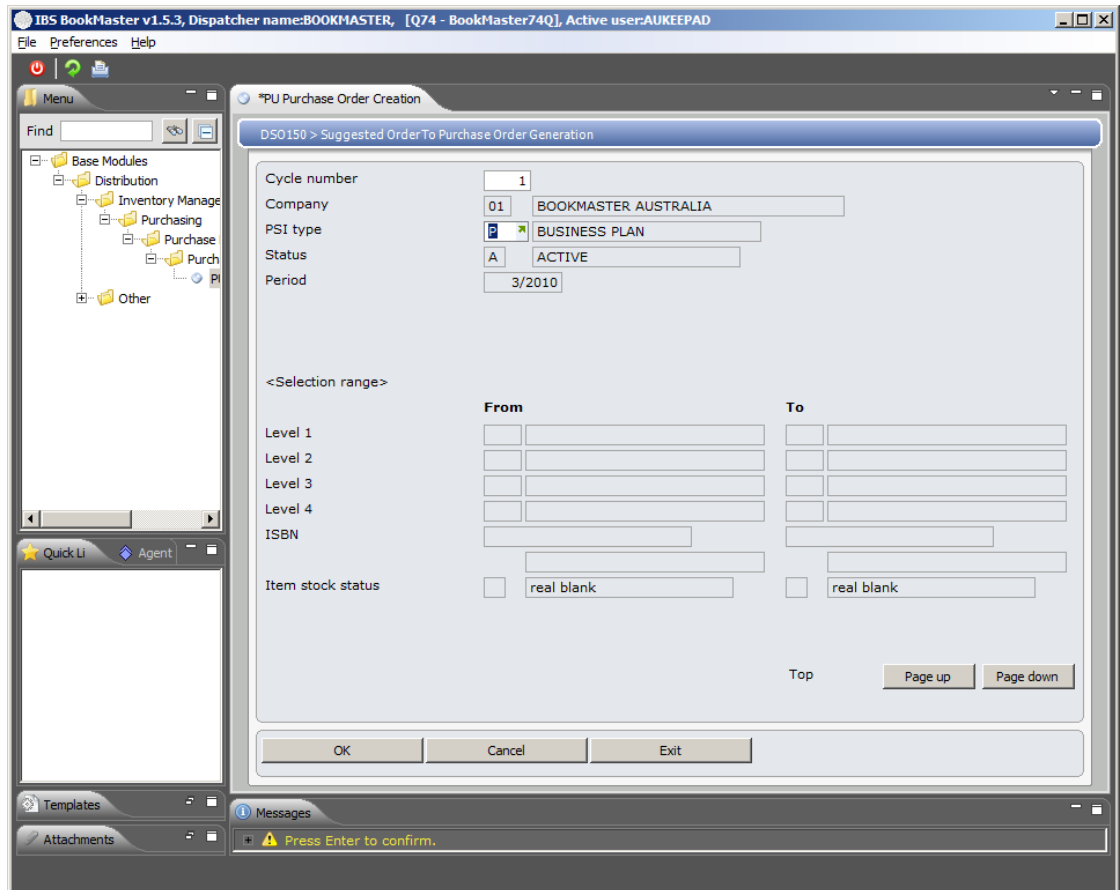 IBS BookMaster v1.5.3, Dispatcher name:BOOKMASTER, [Q74 - BookMaster74Q], Active user:AUKEEPAD
File Preferences Help
Menu
Find
Base Modules
Distribution
Inventory Manage
Purchasing
Purchase
Purch
PU
Other
Quick Li Agent
Templates
Attachments
*PU Purchase Order Creation
DSO150 > Suggested OrderTo Purchase Order Generation
Cycle number 1
Company 01 BOOKMASTER AUSTRALIA
PSI type P BUSINESS PLAN
Status A ACTIVE
Period 3/2010
<Selection range>
From To
Level 1
Level 2
Level 3
Level 4
ISBN
Item stock status real blank real blank
Top Page up Page down
OK Cancel Exit
Messages
Press Enter to confirm.